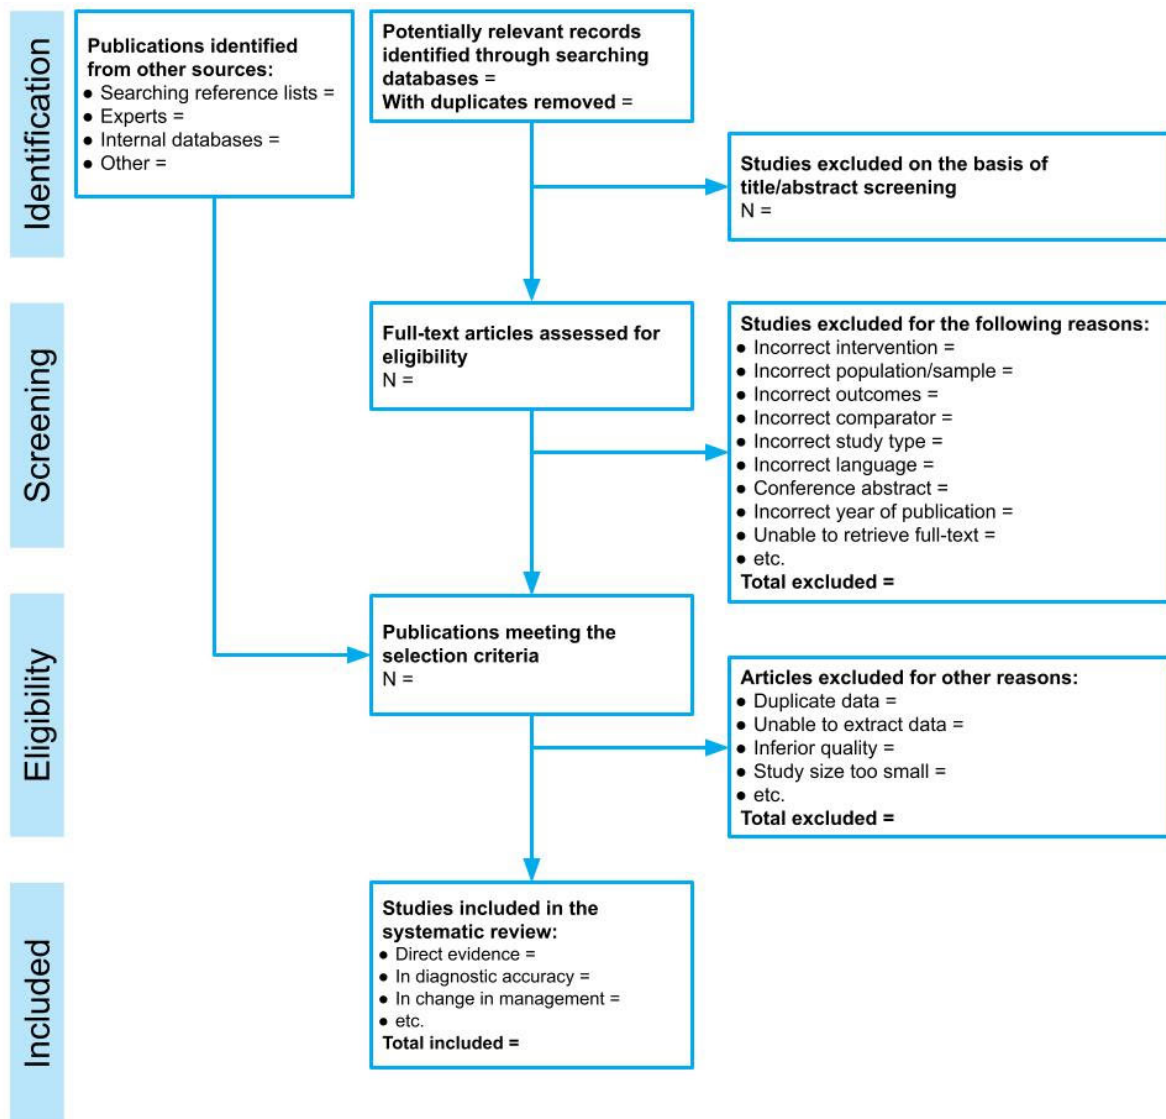 Identification
Publications identified
from other sources:
● Searching reference lists =
● Experts =
● Internal databases =
● Other =
Potentially relevant records
identified through searching
databases =
With duplicates removed =
Studies excluded on the basis of
title/abstract screening
N =
Screening
Full-text articles assessed for
eligibility
N =
Studies excluded for the following reasons:
● Incorrect intervention =
● Incorrect population/sample =
● Incorrect outcomes =
● Incorrect comparator =
● Incorrect study type =
● Incorrect language =
● Conference abstract =
● Incorrect year of publication =
● Unable to retrieve full-text =
● etc.
Total excluded =
Eligibility
Publications meeting the
selection criteria
N =
Articles excluded for other reasons:
● Duplicate data =
● Unable to extract data =
● Inferior quality =
● Study size too small =
● etc.
Total excluded =
Included
Studies included in the
systematic review:
● Direct evidence =
● In diagnostic accuracy =
● In change in management =
● etc.
Total included =